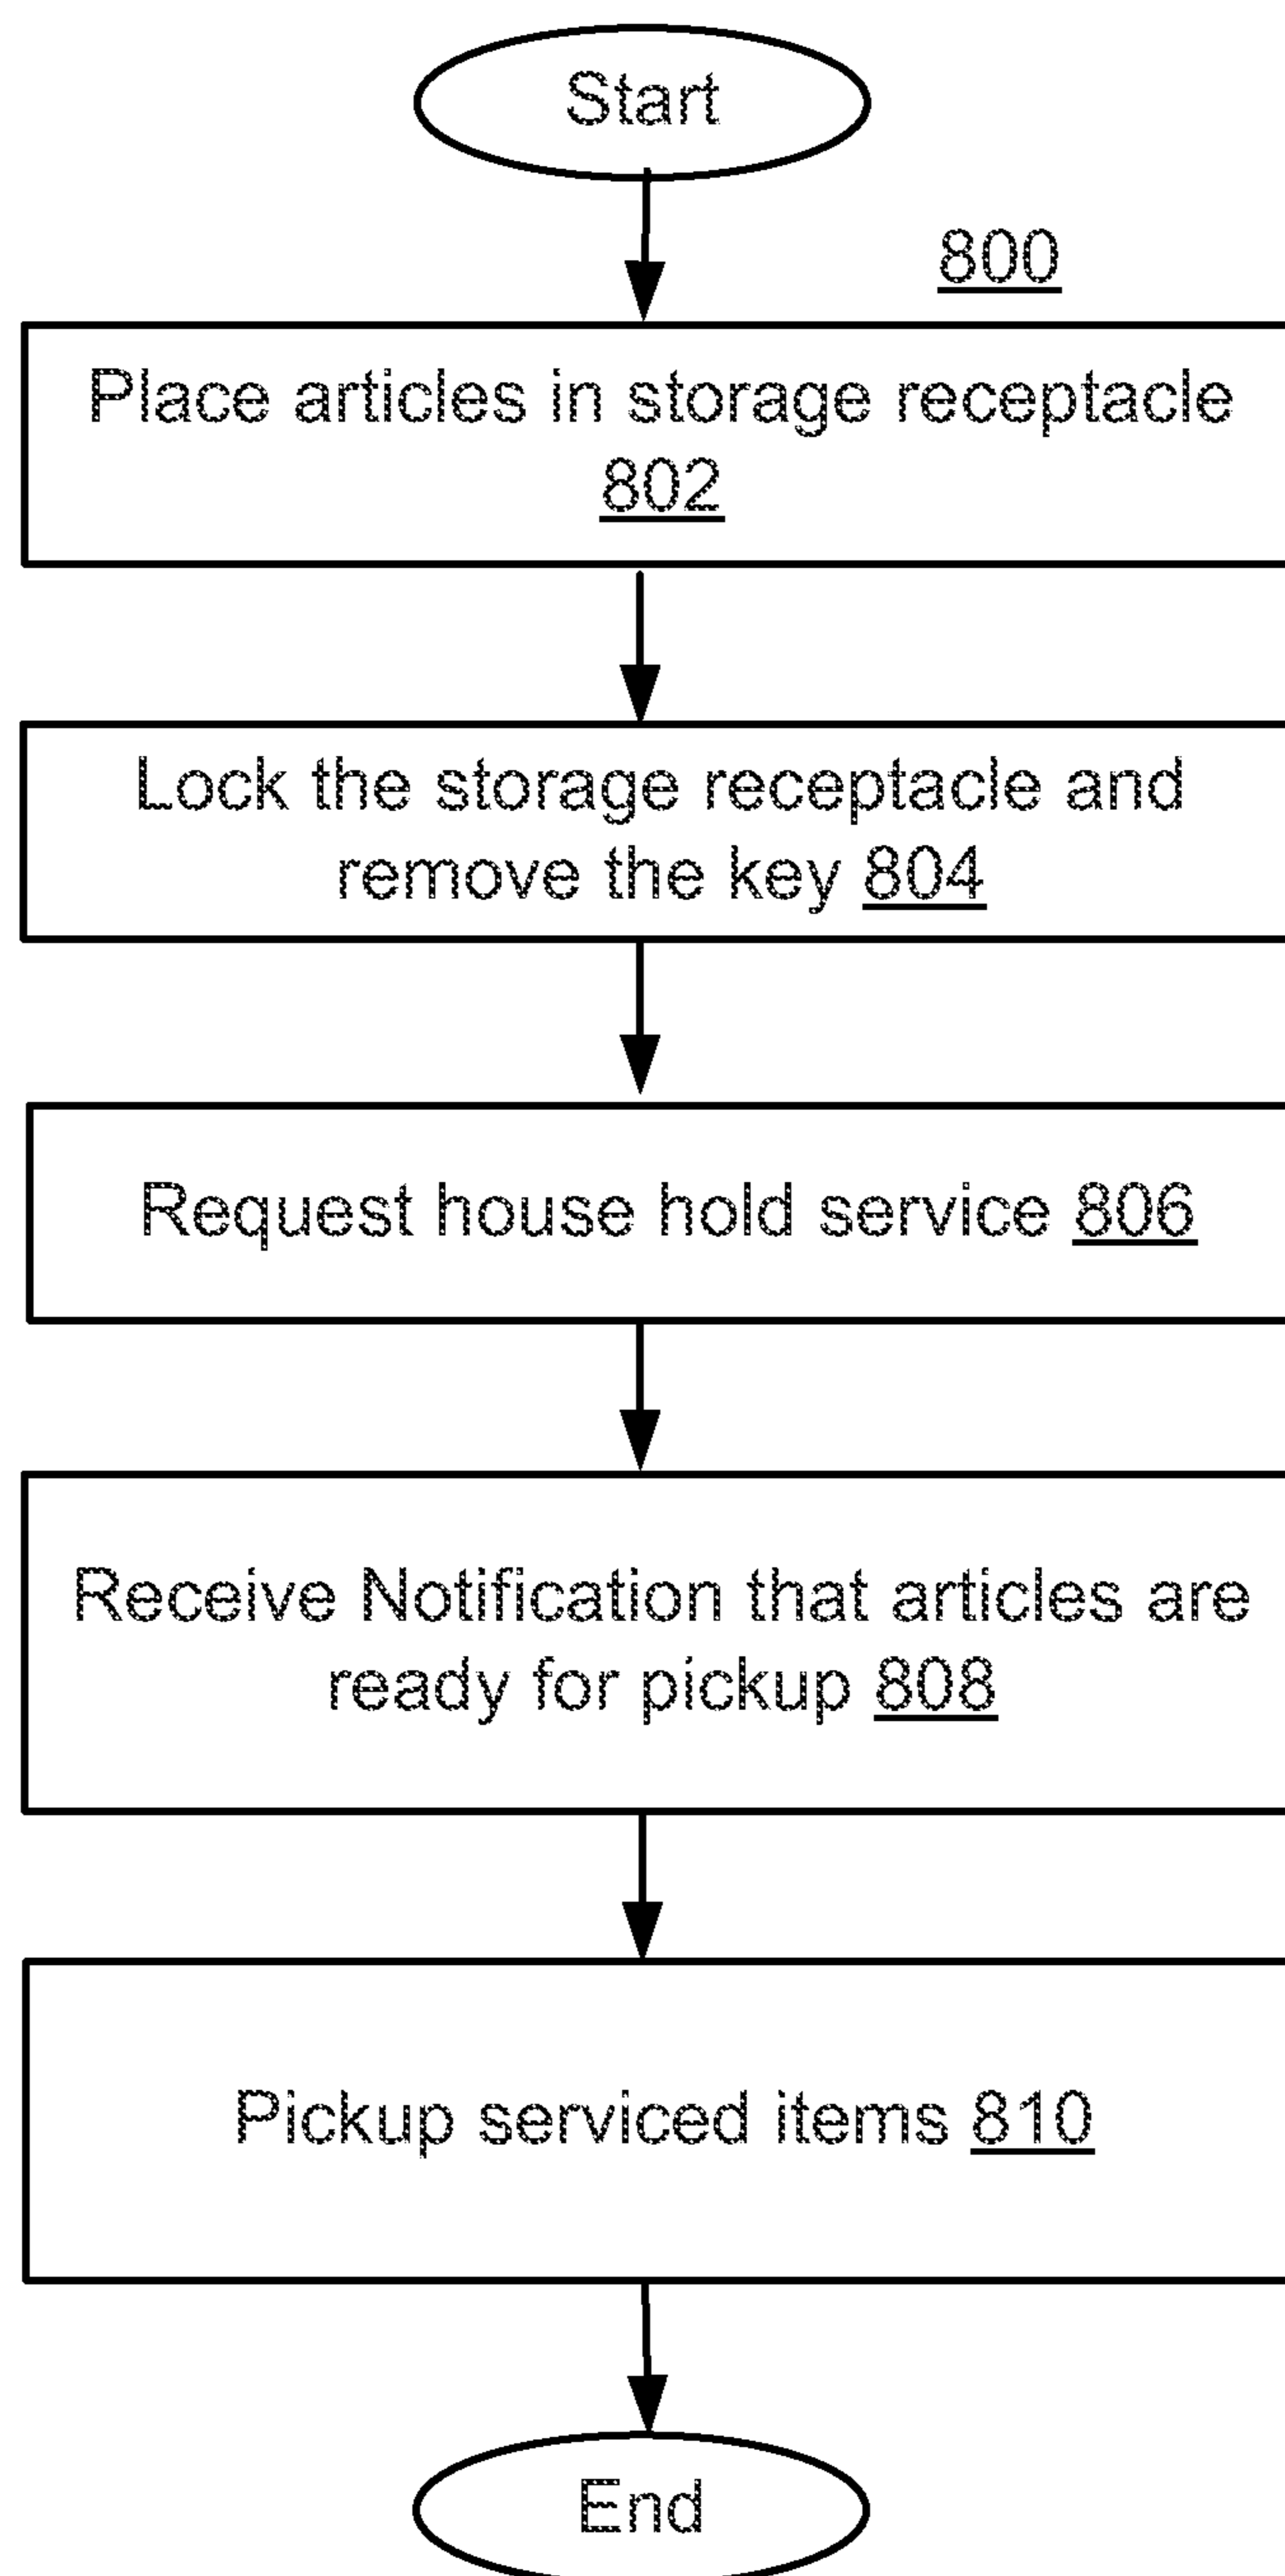 Start
800
Place articles in storage receptacle
802
Lock the storage receptacle and
remove the key 804
Request house hold service 806
Receive Notification that articles are
ready for pickup 808
Pickup serviced items 810
End